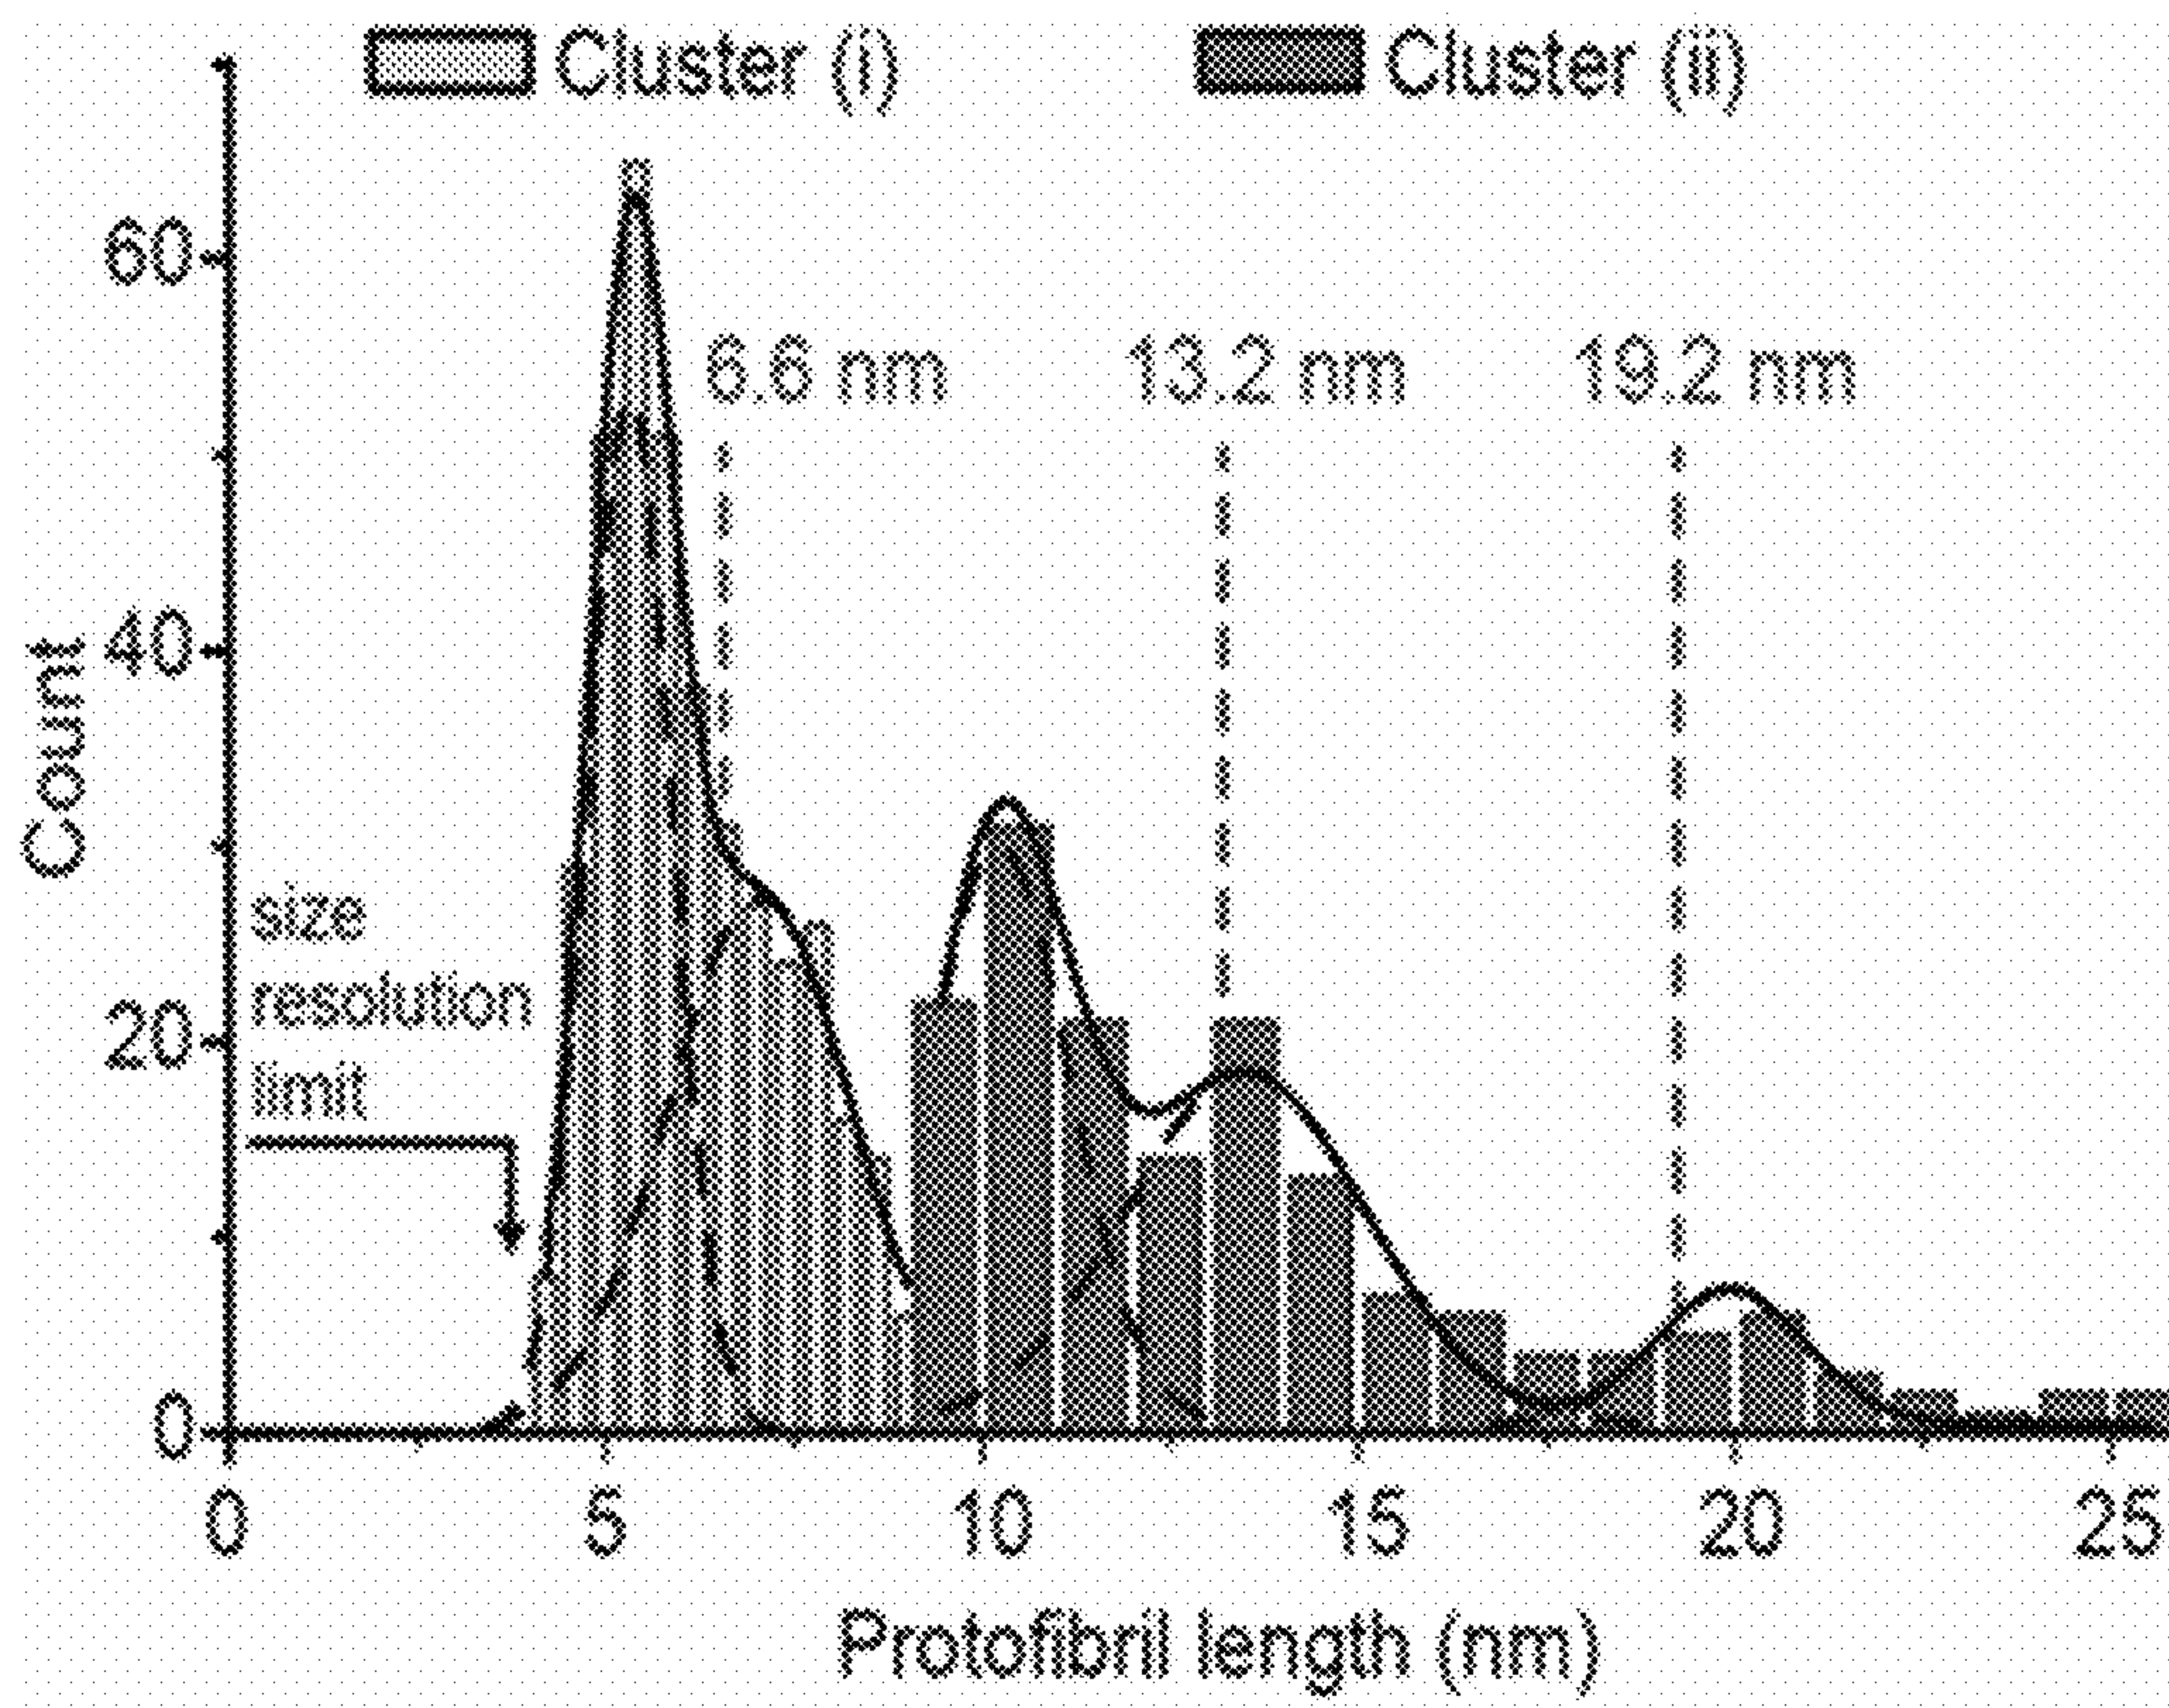 Cluster (i)
Cluster (ii)
60
40
20
0
Count
6.6 nm
13.2 nm
19.2 nm
size
resolution
limit
0
5
10
15
20
25
Protofibril length (nm)